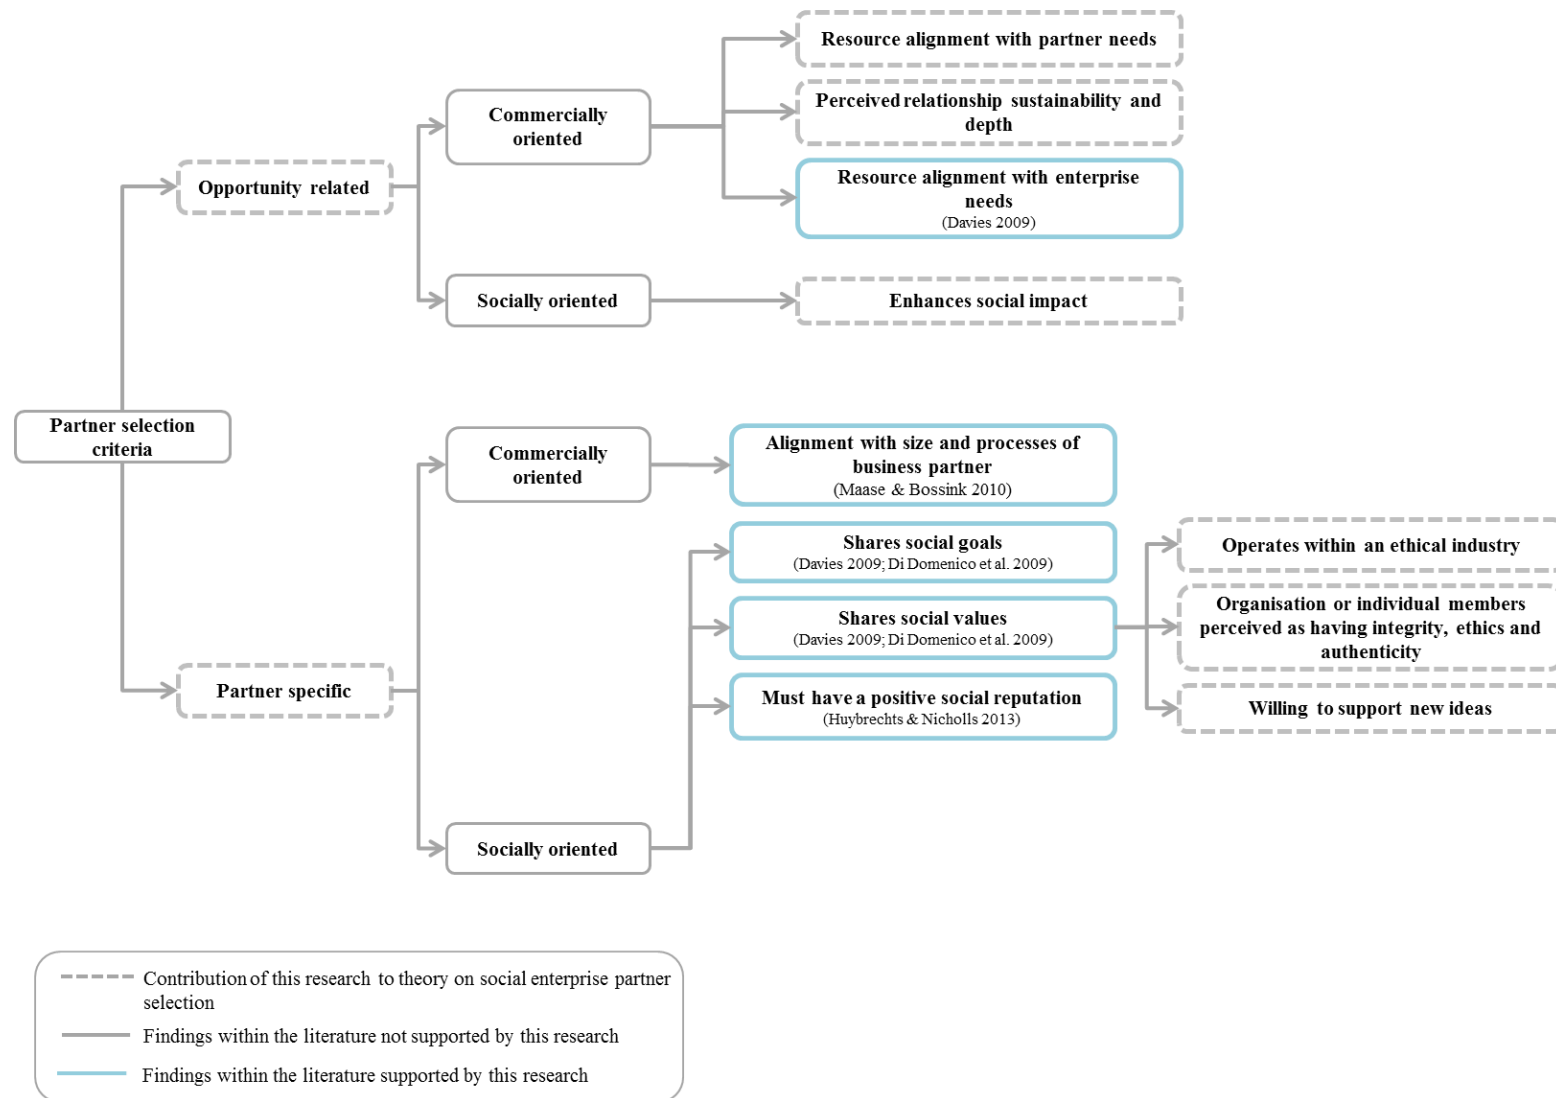 Resource alignment with partner needs
Commercially
oriented
Perceived relationship sustainability and
depth
Opportunity related
Resource alignment with enterprise
needs
(Davies 2009)
Socially oriented
Enhances social impact
Partner selection
criteria
Commercially
oriented
Alignment with size and processes of
business partner
(Maase & Bossink 2010)
Shares social goals
(Davies 2009; Di Domenico et al. 2009)
Operates within an ethical industry
Shares social values
(Davies 2009; Di Domenico et al. 2009)
Organisation or individual members
perceived as having integrity, ethics and
authenticity
Partner specific
Must have a positive social reputation
(Huybrechts & Nicholls 2013)
Willing to support new ideas
Socially oriented
Contribution of this research to theory on social enterprise partner
selection
Findings within the literature not supported by this research
Findings within the literature supported by this research